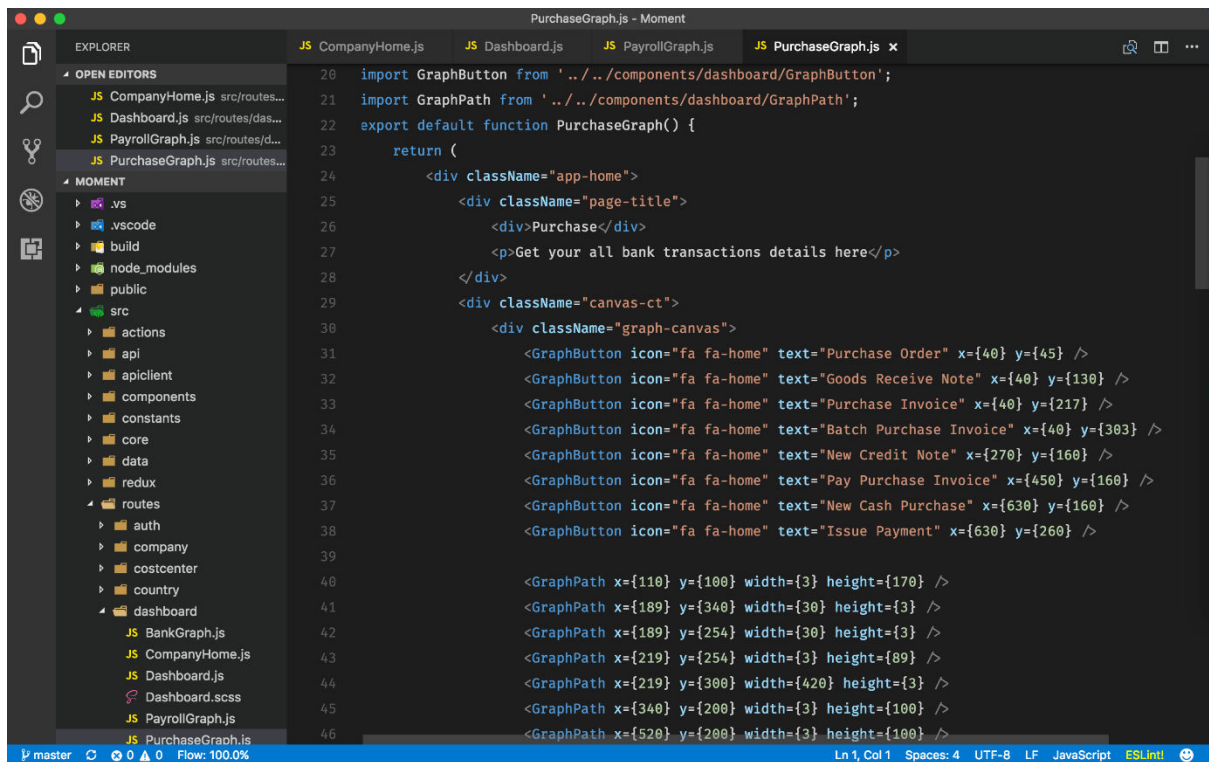 PurchaseGraph.js - Moment
EXPLORER
JS CompanyHome.js JS Dashboard.js JS PayrollGraph.js JS PurchaseGraph.js ×
OPEN EDITORS
JS CompanyHome.js src/routes...
JS Dashboard.js src/routes/das...
JS PayrollGraph.js src/routes/d...
JS PurchaseGraph.js src/routes...
MOMENT
.vs
.vscode
build
node_modules
public
src
actions
api
apiclient
components
constants
core
data
redux
routes
auth
company
costcenter
country
dashboard
JS BankGraph.js
JS CompanyHome.js
JS Dashboard.js
Dashboard.scss
JS PayrollGraph.js
JS PurchaseGraph.js
20 import GraphButton from '../../components/dashboard/GraphButton';
21 import GraphPath from '../../components/dashboard/GraphPath';
22 export default function PurchaseGraph() {
23 return (
24 <div className="app-home">
25 <div className="page-title">
26 <div>Purchase</div>
27 <p>Get your all bank transactions details here</p>
28 </div>
29 <div className="canvas-ct">
30 <div className="graph-canvas">
31 <GraphButton icon="fa fa-home" text="Purchase Order" x={40} y={45} />
32 <GraphButton icon="fa fa-home" text="Goods Receive Note" x={40} y={130} />
33 <GraphButton icon="fa fa-home" text="Purchase Invoice" x={40} y={217} />
34 <GraphButton icon="fa fa-home" text="Batch Purchase Invoice" x={40} y={303} />
35 <GraphButton icon="fa fa-home" text="New Credit Note" x={270} y={160} />
36 <GraphButton icon="fa fa-home" text="Pay Purchase Invoice" x={450} y={160} />
37 <GraphButton icon="fa fa-home" text="New Cash Purchase" x={630} y={160} />
38 <GraphButton icon="fa fa-home" text="Issue Payment" x={630} y={260} />
39
40 <GraphPath x={110} y={100} width={3} height={170} />
41 <GraphPath x={189} y={340} width={30} height={3} />
42 <GraphPath x={189} y={254} width={30} height={3} />
43 <GraphPath x={219} y={254} width={3} height={89} />
44 <GraphPath x={219} y={300} width={420} height={3} />
45 <GraphPath x={340} y={200} width={3} height={100} />
46 <GraphPath x={520} y={200} width={3} height={100} />
master 0 0 Flow: 100.0% Ln 1, Col 1 Spaces: 4 UTF-8 LF JavaScript ESLint!